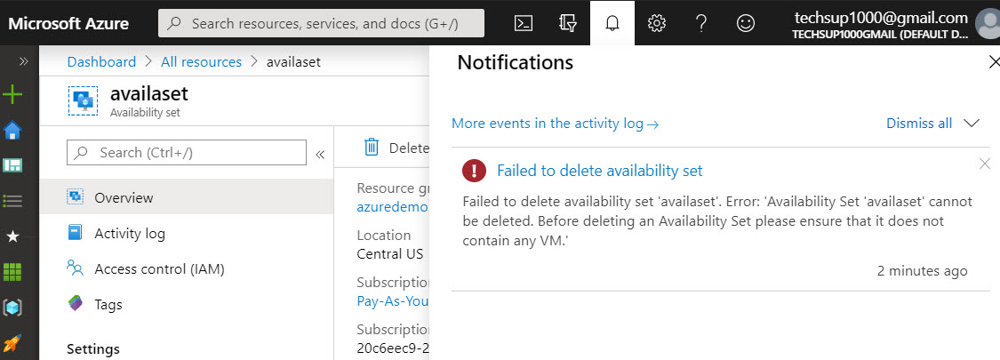 Microsoft Azure
Search resources, services, and docs (G+/)
techsup1000@gmail.com
TECHSUP1000GMAIL (DEFAULT D...
Dashboard > All resources > availaset
availaset
Availability set
Search (Ctrl+/)
«
Overview
Activity log
Access control (IAM)
Tags
Settings
Delete
Resource g
azuredemo
Location
Central US
Subscription
Pay-As-You
Subscription
20c6eec9-2
Notifications
More events in the activity log →
Dismiss all
Failed to delete availability set
Failed to delete availability set 'availaset'. Error: 'Availability Set 'availaset' cannot
be deleted. Before deleting an Availability Set please ensure that it does not
contain any VM.'
2 minutes ago